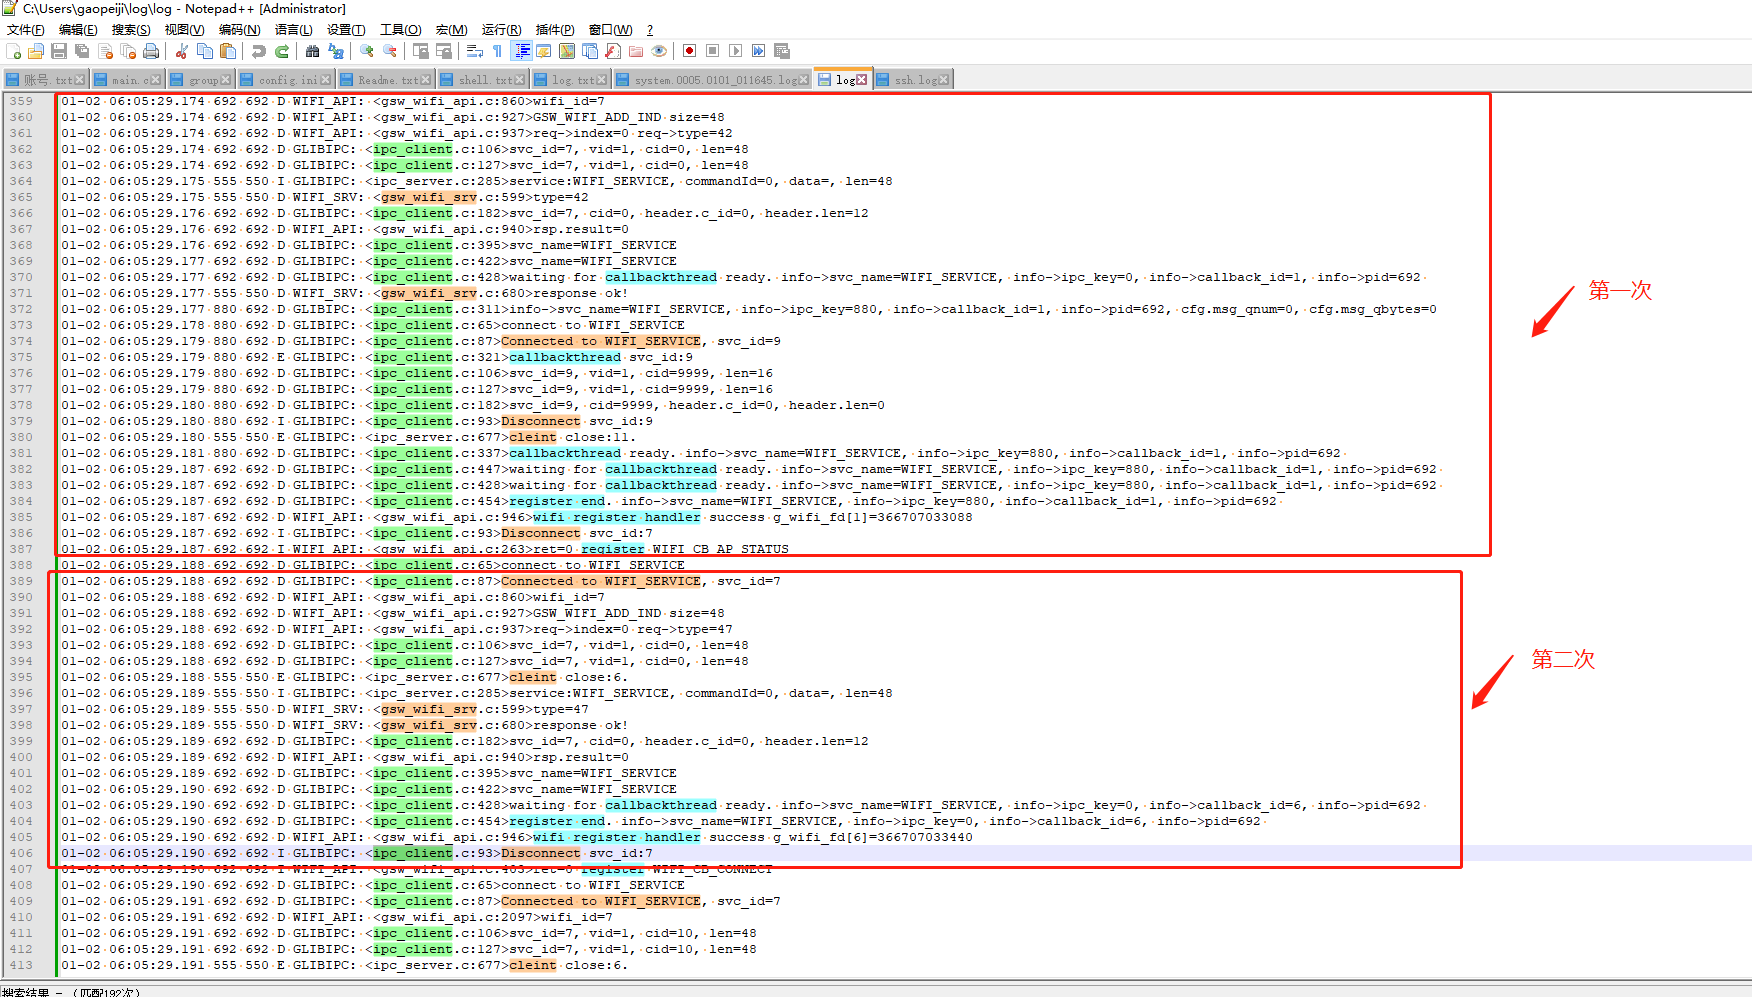 C:\Users\gaopeiji\log\log - Notepad++ [Administrator]
文件(F) 编辑(E) 搜索(S) 视图(V) 编码(N) 语言(L) 设置(T) 工具(O) 宏(M) 运行(R) 插件(P) 窗口(W) ?
账号.txt main.c group config.ini Readme.txt shell.txt log.txt system.0005.0101_011645.log log ssh.log
359 01-02 06:05:29.174 692 692 D WIFI_API: <gsw_wifi_api.c:860>wifi_id=7
360 01-02 06:05:29.174 692 692 D WIFI_API: <gsw_wifi_api.c:927>GSW_WIFI_ADD_IND size=48
361 01-02 06:05:29.174 692 692 D WIFI_API: <gsw_wifi_api.c:937>req->index=0 req->type=42
362 01-02 06:05:29.174 692 692 D GLIBIPC: <ipc_client.c:106>svc_id=7, vid=1, cid=0, len=48
363 01-02 06:05:29.174 692 692 D GLIBIPC: <ipc_client.c:127>svc_id=7, vid=1, cid=0, len=48
364 01-02 06:05:29.175 555 550 I GLIBIPC: <ipc_server.c:285>service:WIFI_SERVICE, commandId=0, data=, len=48
365 01-02 06:05:29.175 555 550 D WIFI_SRV: <gsw_wifi_srv.c:599>type=42
366 01-02 06:05:29.176 692 692 D GLIBIPC: <ipc_client.c:182>svc_id=7, cid=0, header.c_id=0, header.len=12
367 01-02 06:05:29.176 692 692 D WIFI_API: <gsw_wifi_api.c:940>rsp.result=0
368 01-02 06:05:29.176 692 692 D GLIBIPC: <ipc_client.c:395>svc_name=WIFI_SERVICE
369 01-02 06:05:29.177 692 692 D GLIBIPC: <ipc_client.c:422>svc_name=WIFI_SERVICE
370 01-02 06:05:29.177 692 692 D GLIBIPC: <ipc_client.c:428>waiting for callbackthread ready. info->svc_name=WIFI_SERVICE, info->ipc_key=0, info->callback_id=1, info->pid=692
371 01-02 06:05:29.177 555 550 D WIFI_SRV: <gsw_wifi_srv.c:680>response ok!
372 01-02 06:05:29.177 880 692 D GLIBIPC: <ipc_client.c:311>info->svc_name=WIFI_SERVICE, info->ipc_key=880, info->callback_id=1, info->pid=692, cfg.msg_qnum=0, cfg.msg_qbytes=0
373 01-02 06:05:29.178 880 692 D GLIBIPC: <ipc_client.c:65>connect to WIFI_SERVICE
374 01-02 06:05:29.179 880 692 D GLIBIPC: <ipc_client.c:87>Connected to WIFI_SERVICE, svc_id=9
375 01-02 06:05:29.179 880 692 E GLIBIPC: <ipc_client.c:321>callbackthread svc_id:9
376 01-02 06:05:29.179 880 692 D GLIBIPC: <ipc_client.c:106>svc_id=9, vid=1, cid=9999, len=16
377 01-02 06:05:29.179 880 692 D GLIBIPC: <ipc_client.c:127>svc_id=9, vid=1, cid=9999, len=16
378 01-02 06:05:29.180 880 692 D GLIBIPC: <ipc_client.c:182>svc_id=9, cid=9999, header.c_id=0, header.len=0
379 01-02 06:05:29.180 880 692 I GLIBIPC: <ipc_client.c:93>Disconnect svc_id:9
380 01-02 06:05:29.180 555 550 E GLIBIPC: <ipc_server.c:677>cleint close:11.
381 01-02 06:05:29.181 880 692 E GLIBIPC: <ipc_client.c:337>callbackthread ready. info->svc_name=WIFI_SERVICE, info->ipc_key=880, info->callback_id=1, info->pid=692
382 01-02 06:05:29.187 692 692 D GLIBIPC: <ipc_client.c:447>waiting for callbackthread ready. info->svc_name=WIFI_SERVICE, info->ipc_key=880, info->callback_id=1, info->pid=692
383 01-02 06:05:29.187 692 692 D GLIBIPC: <ipc_client.c:428>waiting for callbackthread ready. info->svc_name=WIFI_SERVICE, info->ipc_key=880, info->callback_id=1, info->pid=692
384 01-02 06:05:29.187 692 692 D GLIBIPC: <ipc_client.c:454>register end. info->svc_name=WIFI_SERVICE, info->ipc_key=880, info->callback_id=1, info->pid=692
385 01-02 06:05:29.187 692 692 D WIFI_API: <gsw_wifi_api.c:946>wifi register handler success g_wifi_fd[1]=366707033088
386 01-02 06:05:29.187 692 692 I GLIBIPC: <ipc_client.c:93>Disconnect svc_id:7
387 01-02 06:05:29.187 692 692 I WIFI_API: <gsw_wifi_api.c:263>ret=0 register WIFI_CB_AP_STATUS
388 01-02 06:05:29.187 692 692 D GLIBIPC: <ipc_client.c:65>connect to WIFI_SERVICE
389 01-02 06:05:29.188 692 692 D GLIBIPC: <ipc_client.c:87>Connected to WIFI_SERVICE, svc_id=7
390 01-02 06:05:29.188 692 692 D WIFI_API: <gsw_wifi_api.c:860>wifi_id=7
391 01-02 06:05:29.188 692 692 D WIFI_API: <gsw_wifi_api.c:927>GSW_WIFI_ADD_IND size=48
392 01-02 06:05:29.188 692 692 D WIFI_API: <gsw_wifi_api.c:937>req->index=0 req->type=47
393 01-02 06:05:29.188 692 692 D GLIBIPC: <ipc_client.c:106>svc_id=7, vid=1, cid=0, len=48
394 01-02 06:05:29.188 692 692 D GLIBIPC: <ipc_client.c:127>svc_id=7, vid=1, cid=0, len=48
395 01-02 06:05:29.188 555 550 E GLIBIPC: <ipc_server.c:677>cleint close:6.
396 01-02 06:05:29.188 555 550 I GLIBIPC: <ipc_server.c:285>service:WIFI_SERVICE, commandId=0, data=, len=48
397 01-02 06:05:29.189 555 550 D WIFI_SRV: <gsw_wifi_srv.c:599>type=47
398 01-02 06:05:29.189 555 550 D WIFI_SRV: <gsw_wifi_srv.c:680>response ok!
399 01-02 06:05:29.189 692 692 D GLIBIPC: <ipc_client.c:182>svc_id=7, cid=0, header.c_id=0, header.len=12
400 01-02 06:05:29.189 692 692 D WIFI_API: <gsw_wifi_api.c:940>rsp.result=0
401 01-02 06:05:29.189 692 692 D GLIBIPC: <ipc_client.c:395>svc_name=WIFI_SERVICE
402 01-02 06:05:29.190 692 692 D GLIBIPC: <ipc_client.c:422>svc_name=WIFI_SERVICE
403 01-02 06:05:29.190 692 692 D GLIBIPC: <ipc_client.c:428>waiting for callbackthread ready. info->svc_name=WIFI_SERVICE, info->ipc_key=0, info->callback_id=6, info->pid=692
404 01-02 06:05:29.190 692 692 D GLIBIPC: <ipc_client.c:454>register end. info->svc_name=WIFI_SERVICE, info->ipc_key=0, info->callback_id=6, info->pid=692
405 01-02 06:05:29.190 692 692 D WIFI_API: <gsw_wifi_api.c:946>wifi register handler success g_wifi_fd[6]=366707033440
406 01-02 06:05:29.190 692 692 I GLIBIPC: <ipc_client.c:93>Disconnect svc_id:7
407 01-02 06:05:29.190 692 692 I WIFI_API: <gsw_wifi_api.c:403>ret=0 register WIFI_CB_CONNECT
408 01-02 06:05:29.190 692 692 D GLIBIPC: <ipc_client.c:65>connect to WIFI_SERVICE
409 01-02 06:05:29.191 692 692 D GLIBIPC: <ipc_client.c:87>Connected to WIFI_SERVICE, svc_id=7
410 01-02 06:05:29.191 692 692 D WIFI_API: <gsw_wifi_api.c:2097>wifi_id=7
411 01-02 06:05:29.191 692 692 D GLIBIPC: <ipc_client.c:106>svc_id=7, vid=1, cid=10, len=48
412 01-02 06:05:29.191 692 692 D GLIBIPC: <ipc_client.c:127>svc_id=7, vid=1, cid=10, len=48
413 01-02 06:05:29.191 555 550 E GLIBIPC: <ipc_server.c:677>cleint close:6.
第一次
第二次
搜索结果 - (匹配192次)